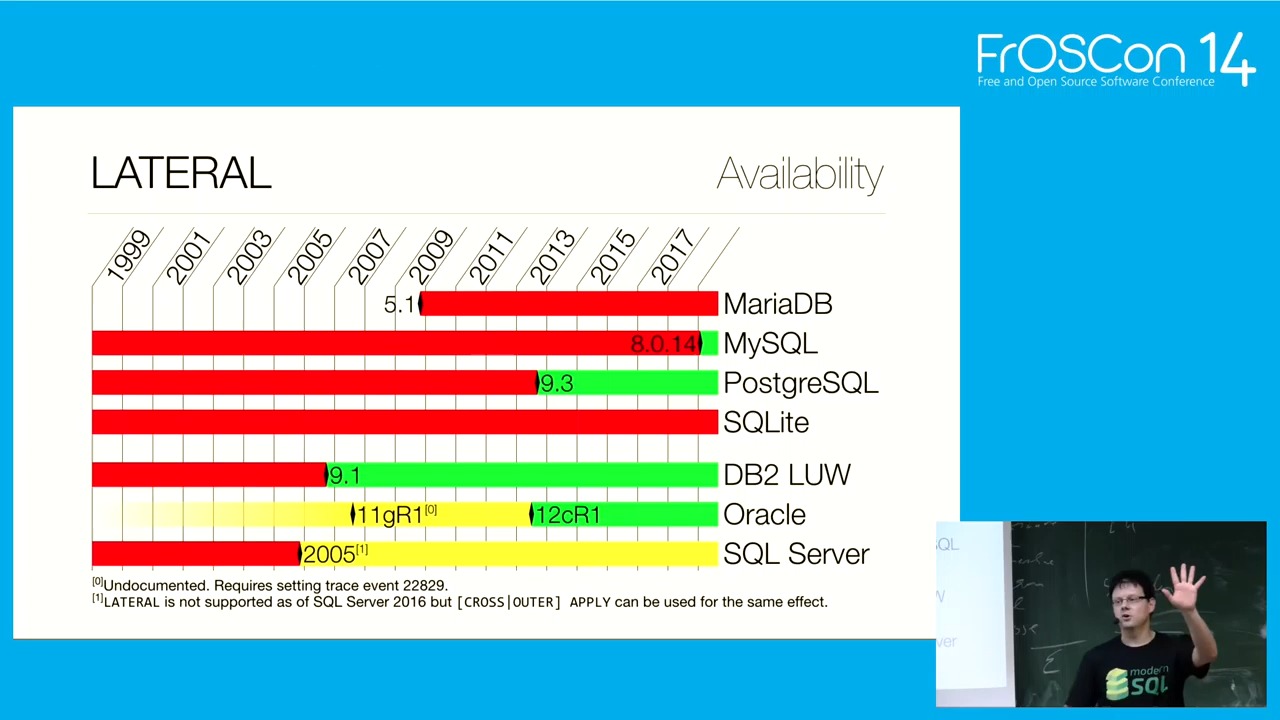 FrOSCon 14
Free and Open Source Software Conference
LATERAL
Availability
1999 2001 2003 2005 2007 2009 2011 2013 2015 2017
5.1 MariaDB
8.0.14 MySQL
9.3 PostgreSQL
SQLite
9.1 DB2 LUW
11gR1[0] 12cR1 Oracle
2005[1] SQL Server
[0]Undocumented. Requires setting trace event 22829.
[1]LATERAL is not supported as of SQL Server 2016 but [CROSS|OUTER] APPLY can be used for the same effect.
modern
SQL